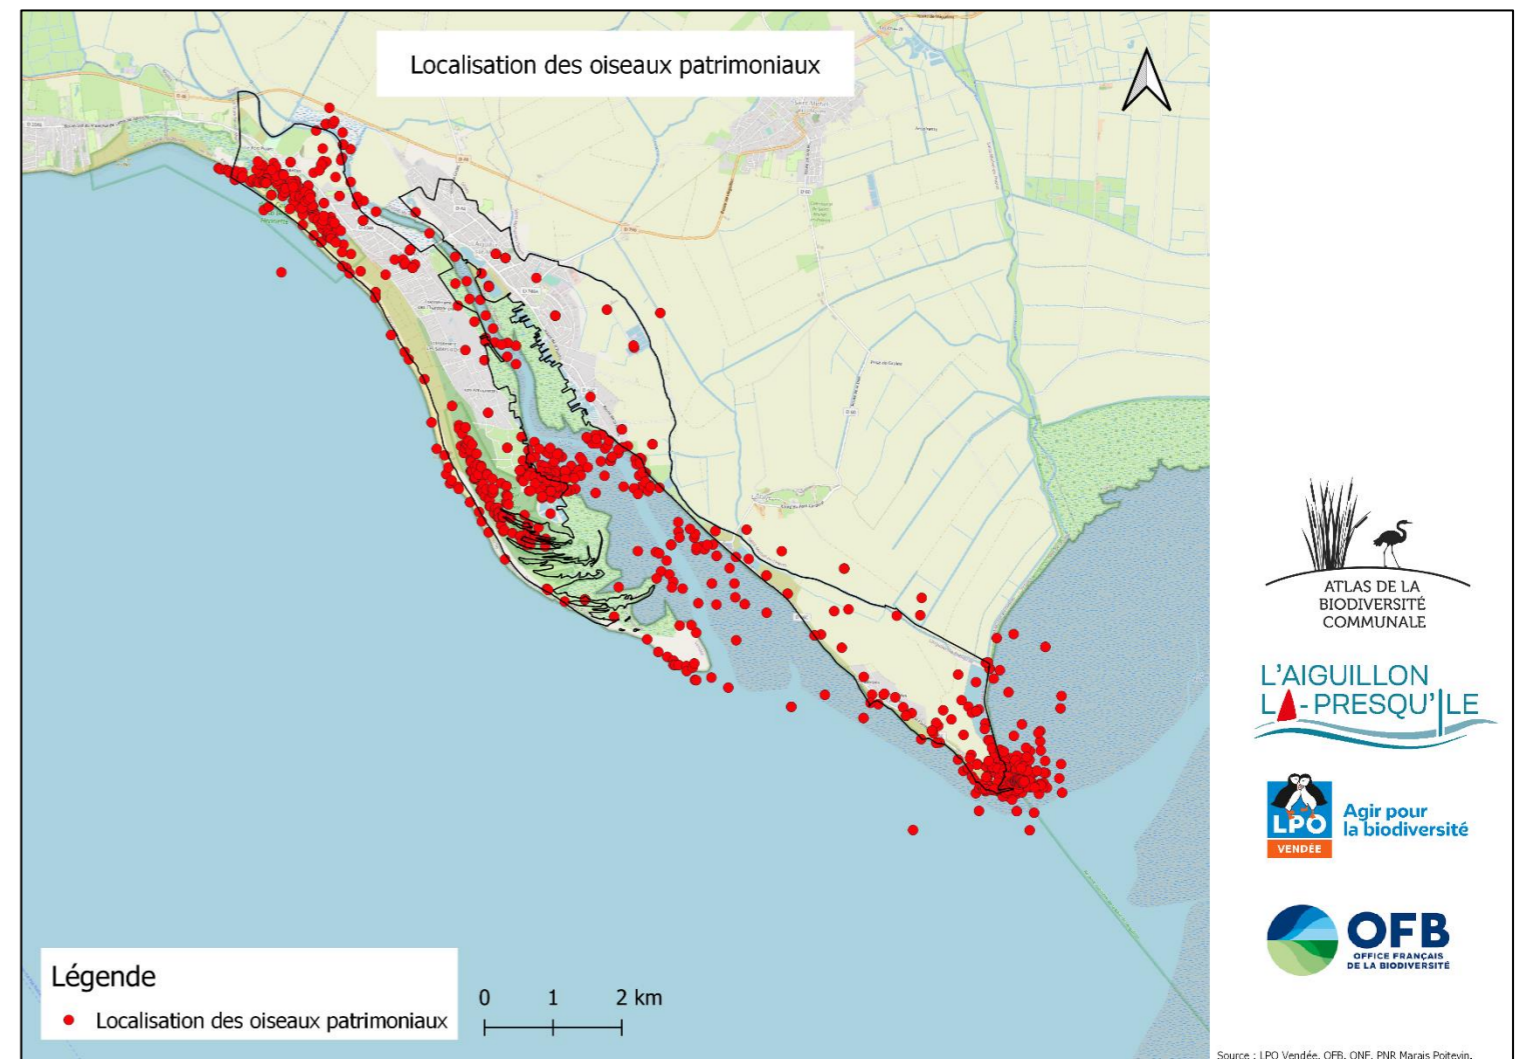 Localisation des oiseaux patrimoniaux
Légende
Localisation des oiseaux patrimoniaux
0 1 2 km
ATLAS DE LA
BIODIVERSITÉ
COMMUNALE
L'AIGUILLON
LA-PRESQU'ILE
LPO
VENDÉE
Agir pour
la biodiversité
OFB
OFFICE FRANÇAIS
DE LA BIODIVERSITÉ
Source : LPO Vendée, OFB, ONF, PNR Marais Poitevin,